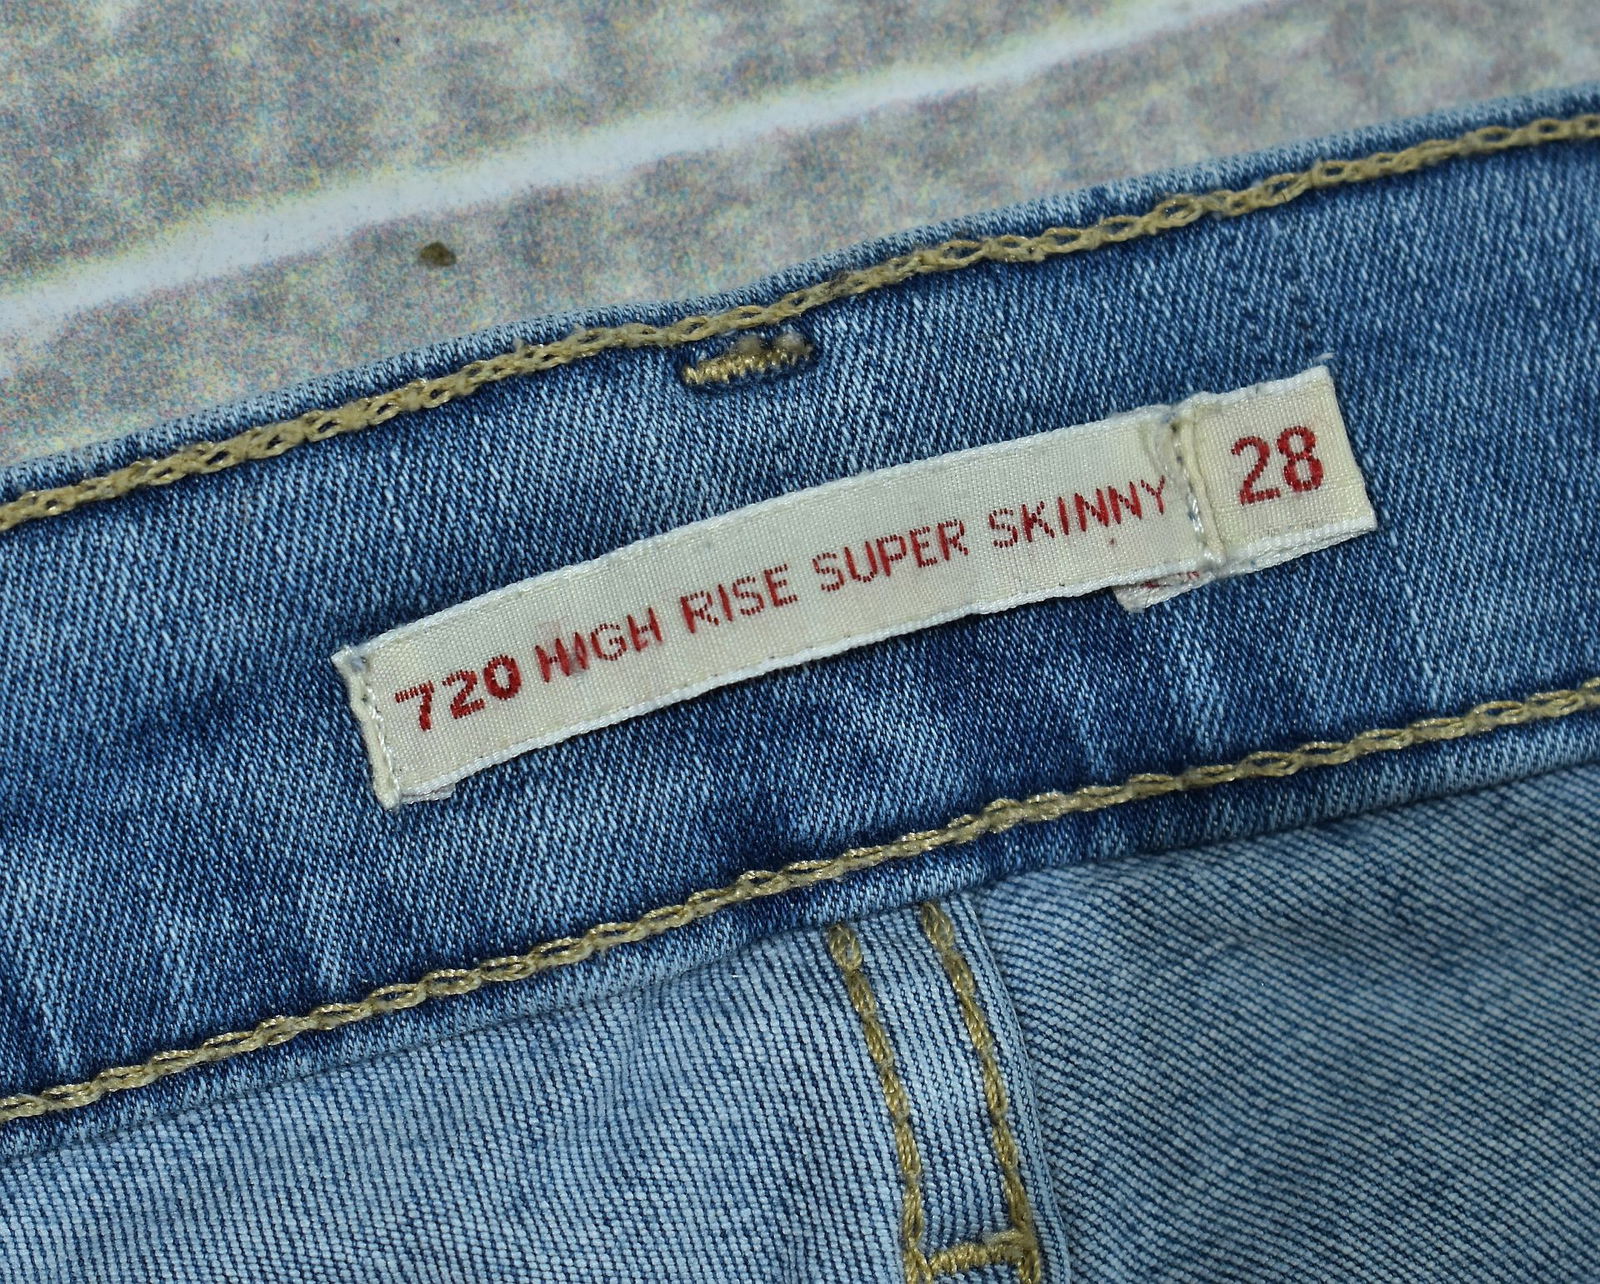 720 HIGH RISE SUPER SKINNY 28